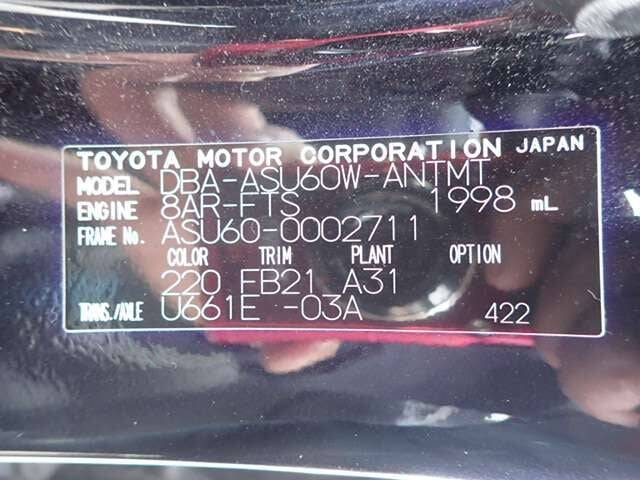 TOYOTA MOTOR CORPORATION JAPAN
MODEL DBA-ASU60W-ANTMT
ENGINE 8AR-FTS 1998 mL
FRAME No. ASU60-0002711
COLOR TRIM PLANT OPTION
220 FB21 A31
TRANS./AXLE U661E -03A 422